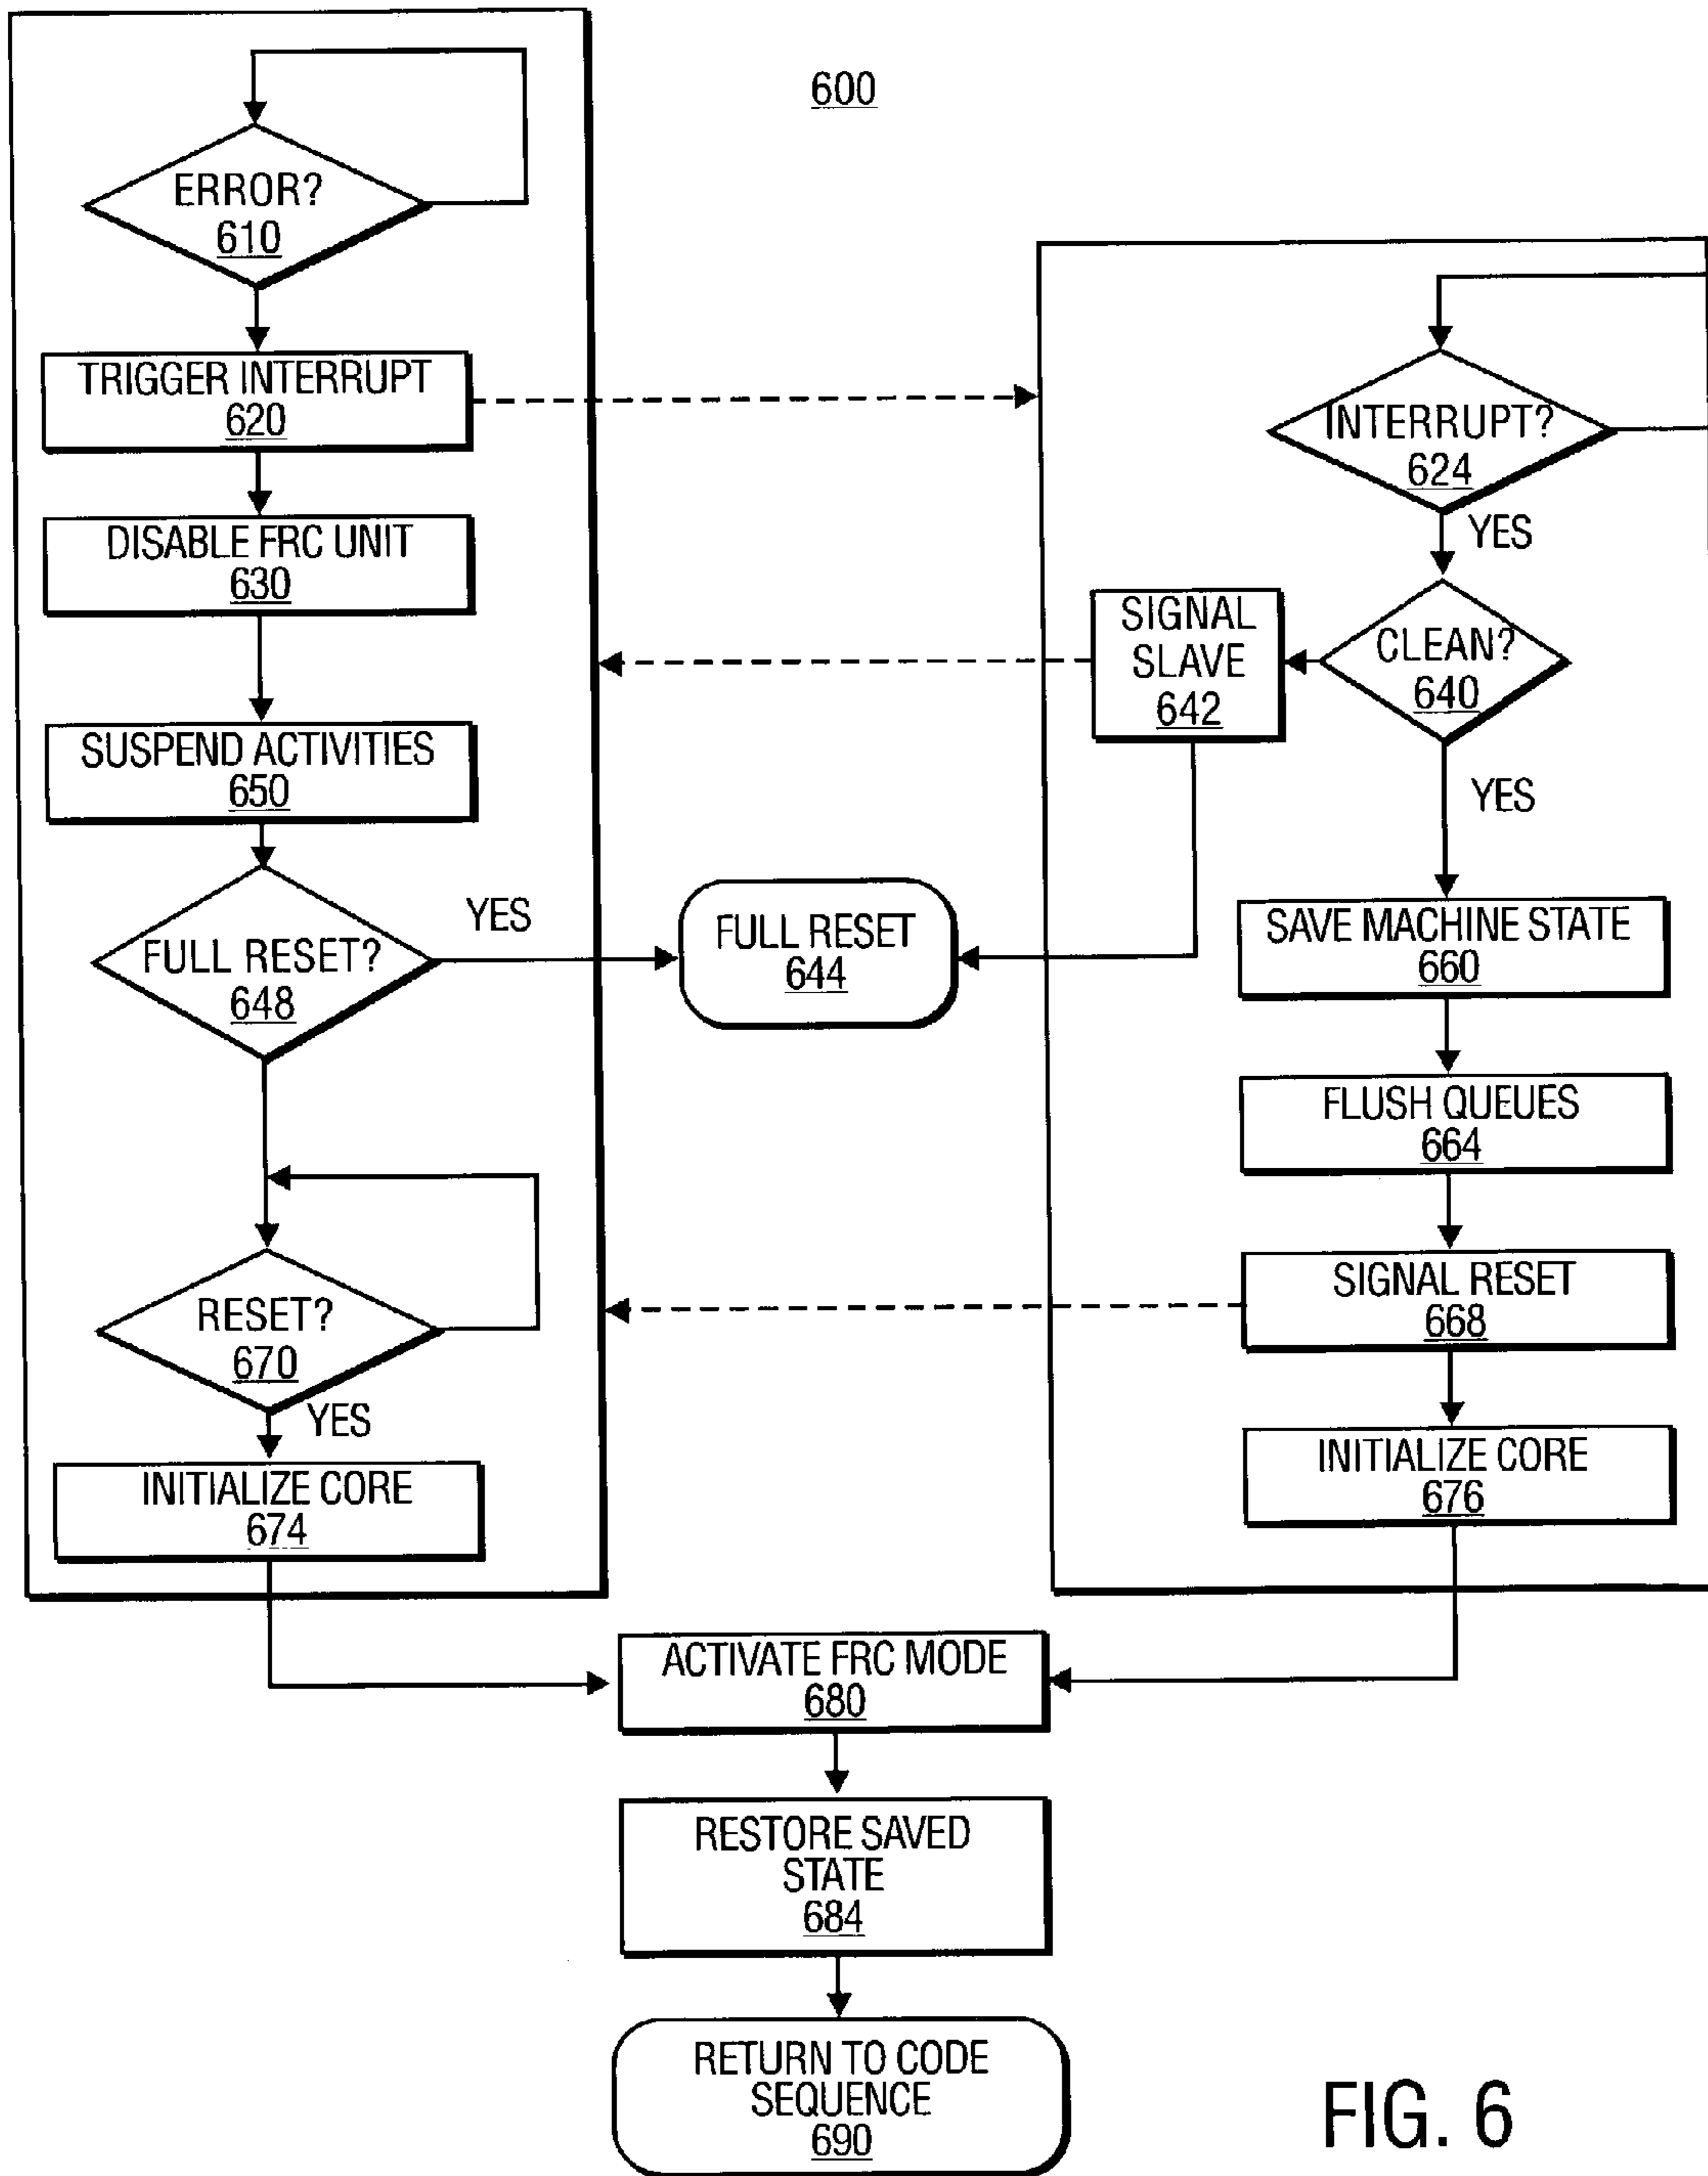 600
ERROR?
610
TRIGGER INTERRUPT
620
DISABLE FRC UNIT
630
SUSPEND ACTIVITIES
650
YES
FULL RESET?
648
RESET?
670
YES
INITIALIZE CORE
674
FULL RESET
644
INTERRUPT?
624
YES
CLEAN?
640
SIGNAL
SLAVE
642
YES
SAVE MACHINE STATE
660
FLUSH QUEUES
664
SIGNAL RESET
668
INITIALIZE CORE
676
ACTIVATE FRC MODE
680
RESTORE SAVED
STATE
684
RETURN TO CODE
SEQUENCE
690
FIG. 6